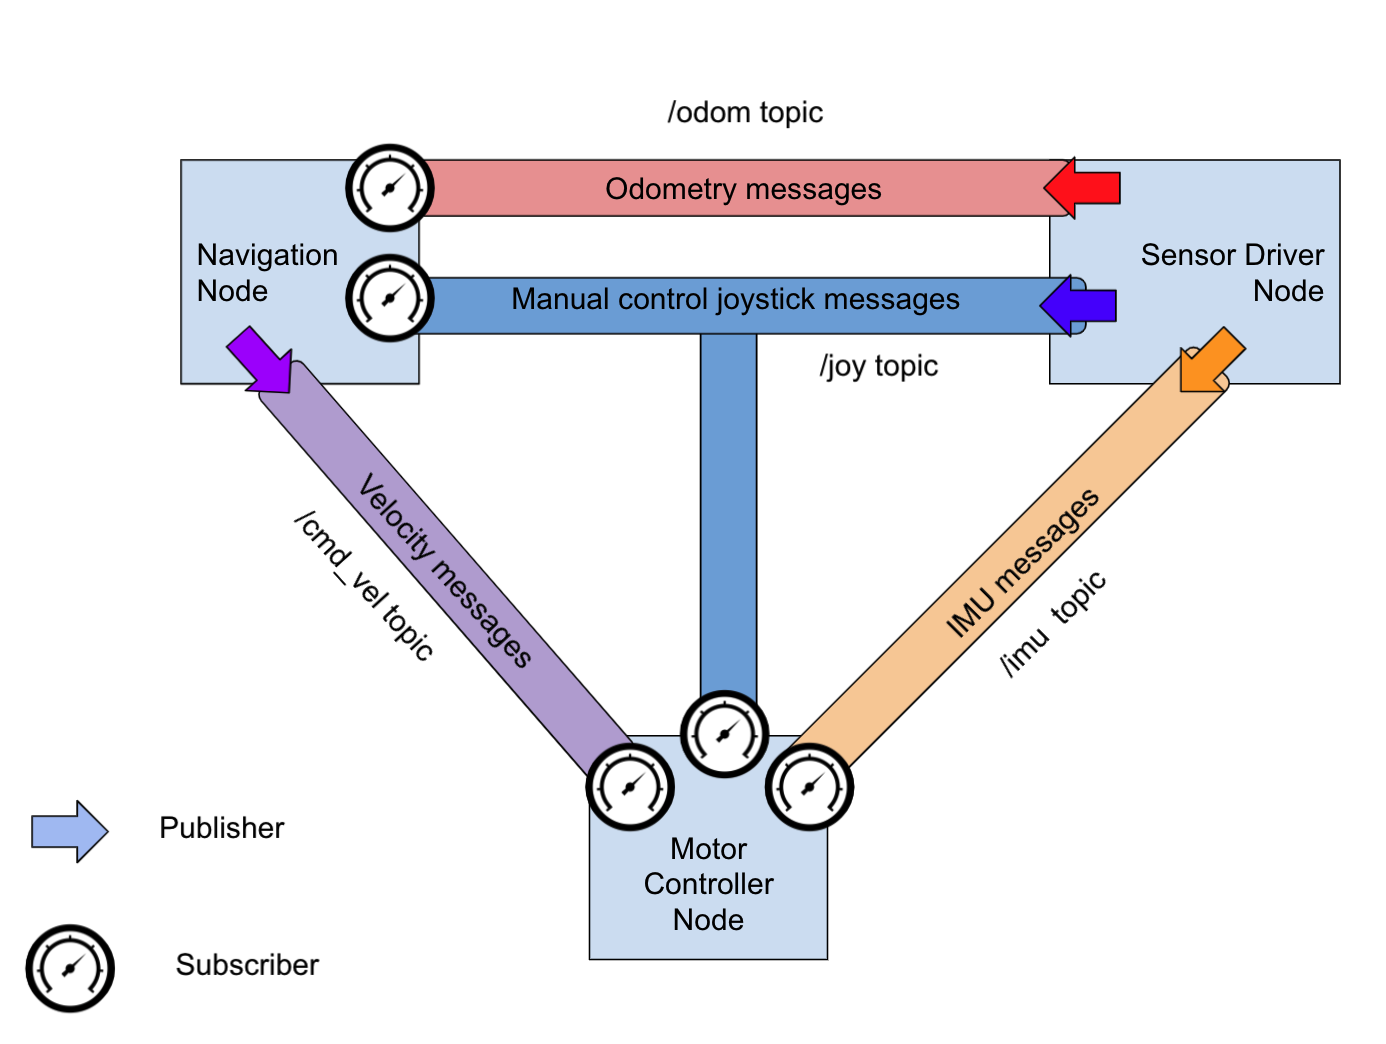 /odom topic
Odometry messages
Navigation
Node
Sensor Driver
Node
Manual control joystick messages
/joy topic
Velocity messages
/cmd_vel topic
IMU messages
/imu  topic
Motor
Controller
Node
Publisher
Subscriber